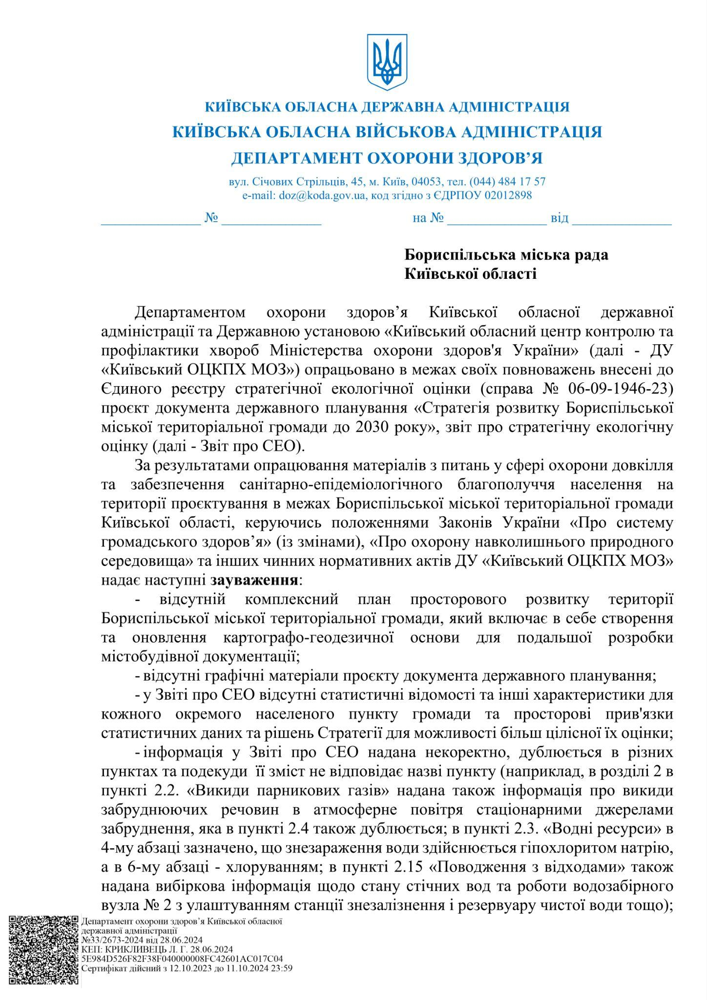 КИЇВСЬКА ОБЛАСНА ДЕРЖАВНА АДМІНІСТРАЦІЯ
КИЇВСЬКА ОБЛАСНА ВІЙСЬКОВА АДМІНІСТРАЦІЯ
ДЕПАРТАМЕНТ ОХОРОНИ ЗДОРОВ’Я
вул. Січових Стрільців, 45, м. Київ, 04053, тел. (044) 484 17 57
e-mail: doz@koda.gov.ua, код згідно з ЄДРПОУ 02012898
______________ № ______________ на № ______________ від ______________
Бориспільська міська рада
Київської області
Департаментом охорони здоров’я Київської обласної державної
адміністрації та Державною установою «Київський обласний центр контролю та
профілактики хвороб Міністерства охорони здоров'я України» (далі - ДУ
«Київський ОЦКПХ МОЗ») опрацьовано в межах своїх повноважень внесені до
Єдиного реєстру стратегічної екологічної оцінки (справа № 06-09-1946-23)
проєкт документа державного планування «Стратегія розвитку Бориспільської
міської територіальної громади до 2030 року», звіт про стратегічну екологічну
оцінку (далі - Звіт про СЕО).
За результатами опрацювання матеріалів з питань у сфері охорони довкілля
та забезпечення санітарно-епідеміологічного благополуччя населення на
території проєктування в межах Бориспільської міської територіальної громади
Київської області, керуючись положеннями Законів України «Про систему
громадського здоров’я» (із змінами), «Про охорону навколишнього природного
середовища» та інших чинних нормативних актів ДУ «Київський ОЦКПХ МОЗ»
надає наступні зауваження:
- відсутній комплексний план просторового розвитку території
Бориспільської міської територіальної громади, який включає в себе створення
та оновлення картографо-геодезичної основи для подальшої розробки
містобудівної документації;
- відсутні графічні матеріали проєкту документа державного планування;
- у Звіті про СЕО відсутні статистичні відомості та інші характеристики для
кожного окремого населеного пункту громади та просторові прив'язки
статистичних даних та рішень Стратегії для можливості більш цілісної їх оцінки;
- інформація у Звіті про СЕО надана некоректно, дублюється в різних
пунктах та подекуди її зміст не відповідає назві пункту (наприклад, в розділі 2 в
пункті 2.2. «Викиди парникових газів» надана також інформація про викиди
забруднюючих речовин в атмосферне повітря стаціонарними джерелами
забруднення, яка в пункті 2.4 також дублюється; в пункті 2.3. «Водні ресурси» в
4-му абзаці зазначено, що знезараження води здійснюється гіпохлоритом натрію,
а в 6-му абзаці - хлоруванням; в пункті 2.15 «Поводження з відходами» також
надана вибіркова інформація щодо стану стічних вод та роботи водозабірного
вузла № 2 з улаштуванням станції знезалізнення і резервуару чистої води тощо);
Департамент охорони здоров’я Київської обласної
державної адміністрації
№33/2673-2024 від 28.06.2024
КЕП: КРИКЛИВЕЦЬ Л. Г. 28.06.2024
5E984D526F82F38F040000008FC42601AC017C04
Сертифікат дійсний з 12.10.2023 до 11.10.2024 23:59